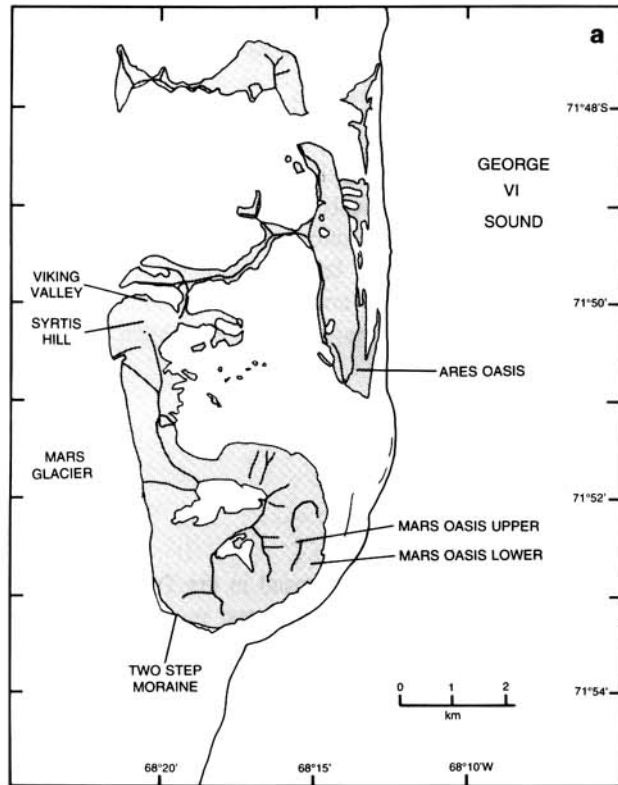 a
71°48'S
GEORGE
VI
SOUND
VIKING
VALLEY
71°50'
SYRTIS
HILL
ARES OASIS
MARS
GLACIER
71°52'
MARS OASIS UPPER
MARS OASIS LOWER
TWO STEP
MORAINE
71°54'
0 1 2
km
68°20' 68°15' 68°10'W